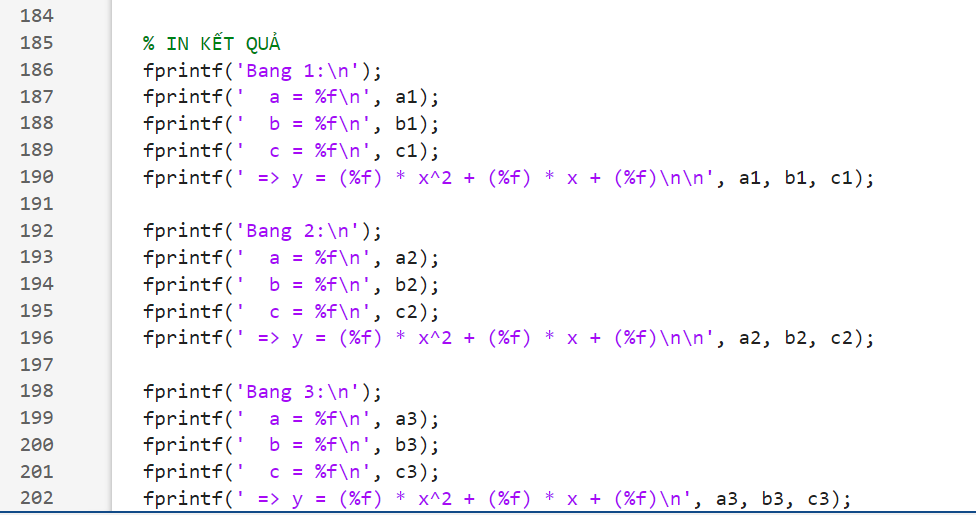 184
185 % IN KẾT QUẢ
186 fprintf('Bang 1:\n');
187 fprintf('  a = %f\n', a1);
188 fprintf('  b = %f\n', b1);
189 fprintf('  c = %f\n', c1);
190 fprintf(' => y = (%f) * x^2 + (%f) * x + (%f)\n\n', a1, b1, c1);
191
192 fprintf('Bang 2:\n');
193 fprintf('  a = %f\n', a2);
194 fprintf('  b = %f\n', b2);
195 fprintf('  c = %f\n', c2);
196 fprintf(' => y = (%f) * x^2 + (%f) * x + (%f)\n\n', a2, b2, c2);
197
198 fprintf('Bang 3:\n');
199 fprintf('  a = %f\n', a3);
200 fprintf('  b = %f\n', b3);
201 fprintf('  c = %f\n', c3);
202 fprintf(' => y = (%f) * x^2 + (%f) * x + (%f)\n', a3, b3, c3);